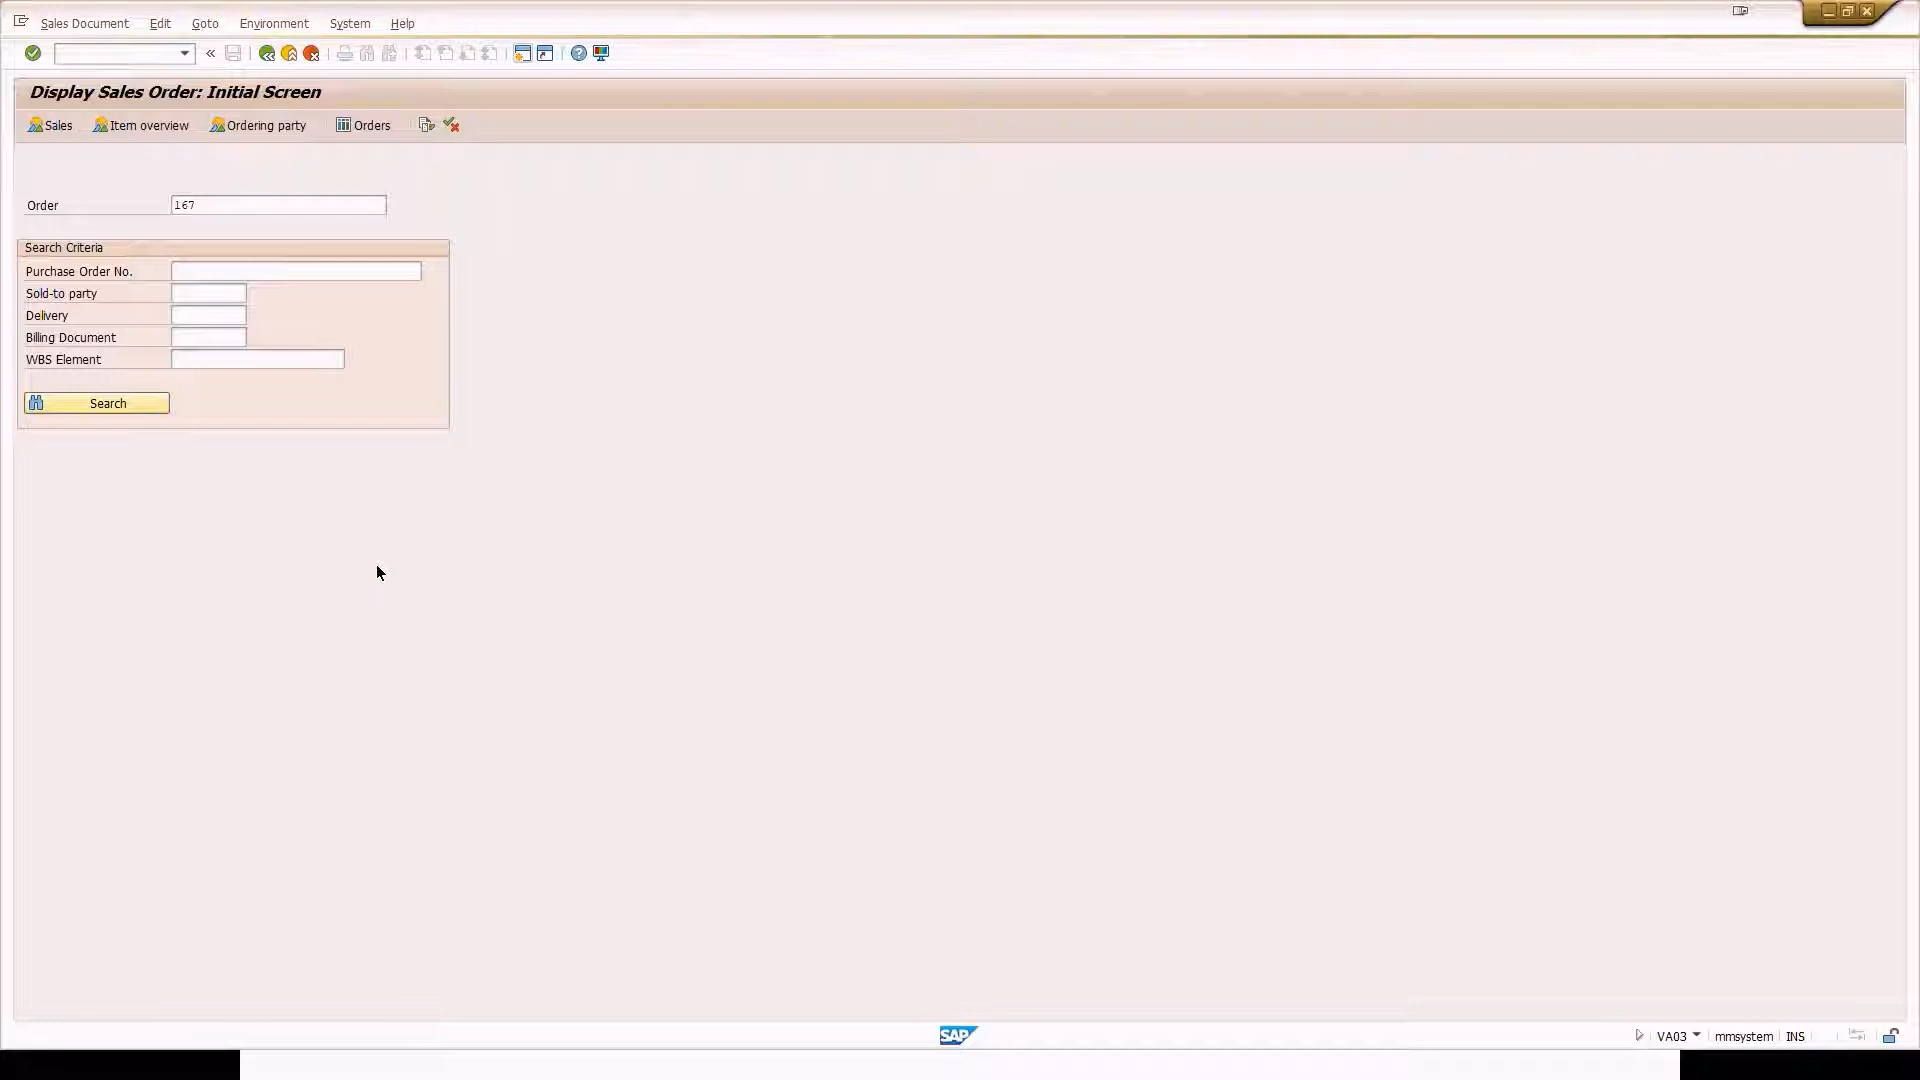 Sales Document Edit Goto Environment System Help
Display Sales Order: Initial Screen
Sales Item overview Ordering party Orders
Order 167
Search Criteria
Purchase Order No.
Sold-to party
Delivery
Billing Document
WBS Element
Search
SAP VA03 mmsystem INS